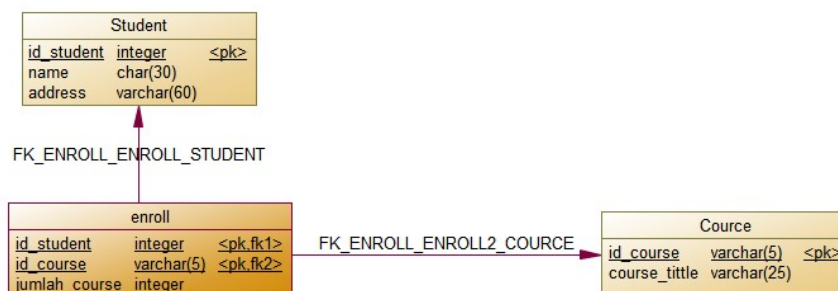 Student
id_student integer <pk>
name char(30)
address varchar(60)
FK_ENROLL_ENROLL_STUDENT
enroll
id_student integer <pk,fk1>
id_course varchar(5) <pk,fk2>
jumlah_course integer
FK_ENROLL_ENROLL2_COURCE
Cource
id_course varchar(5) <pk>
course_tittle varchar(25)